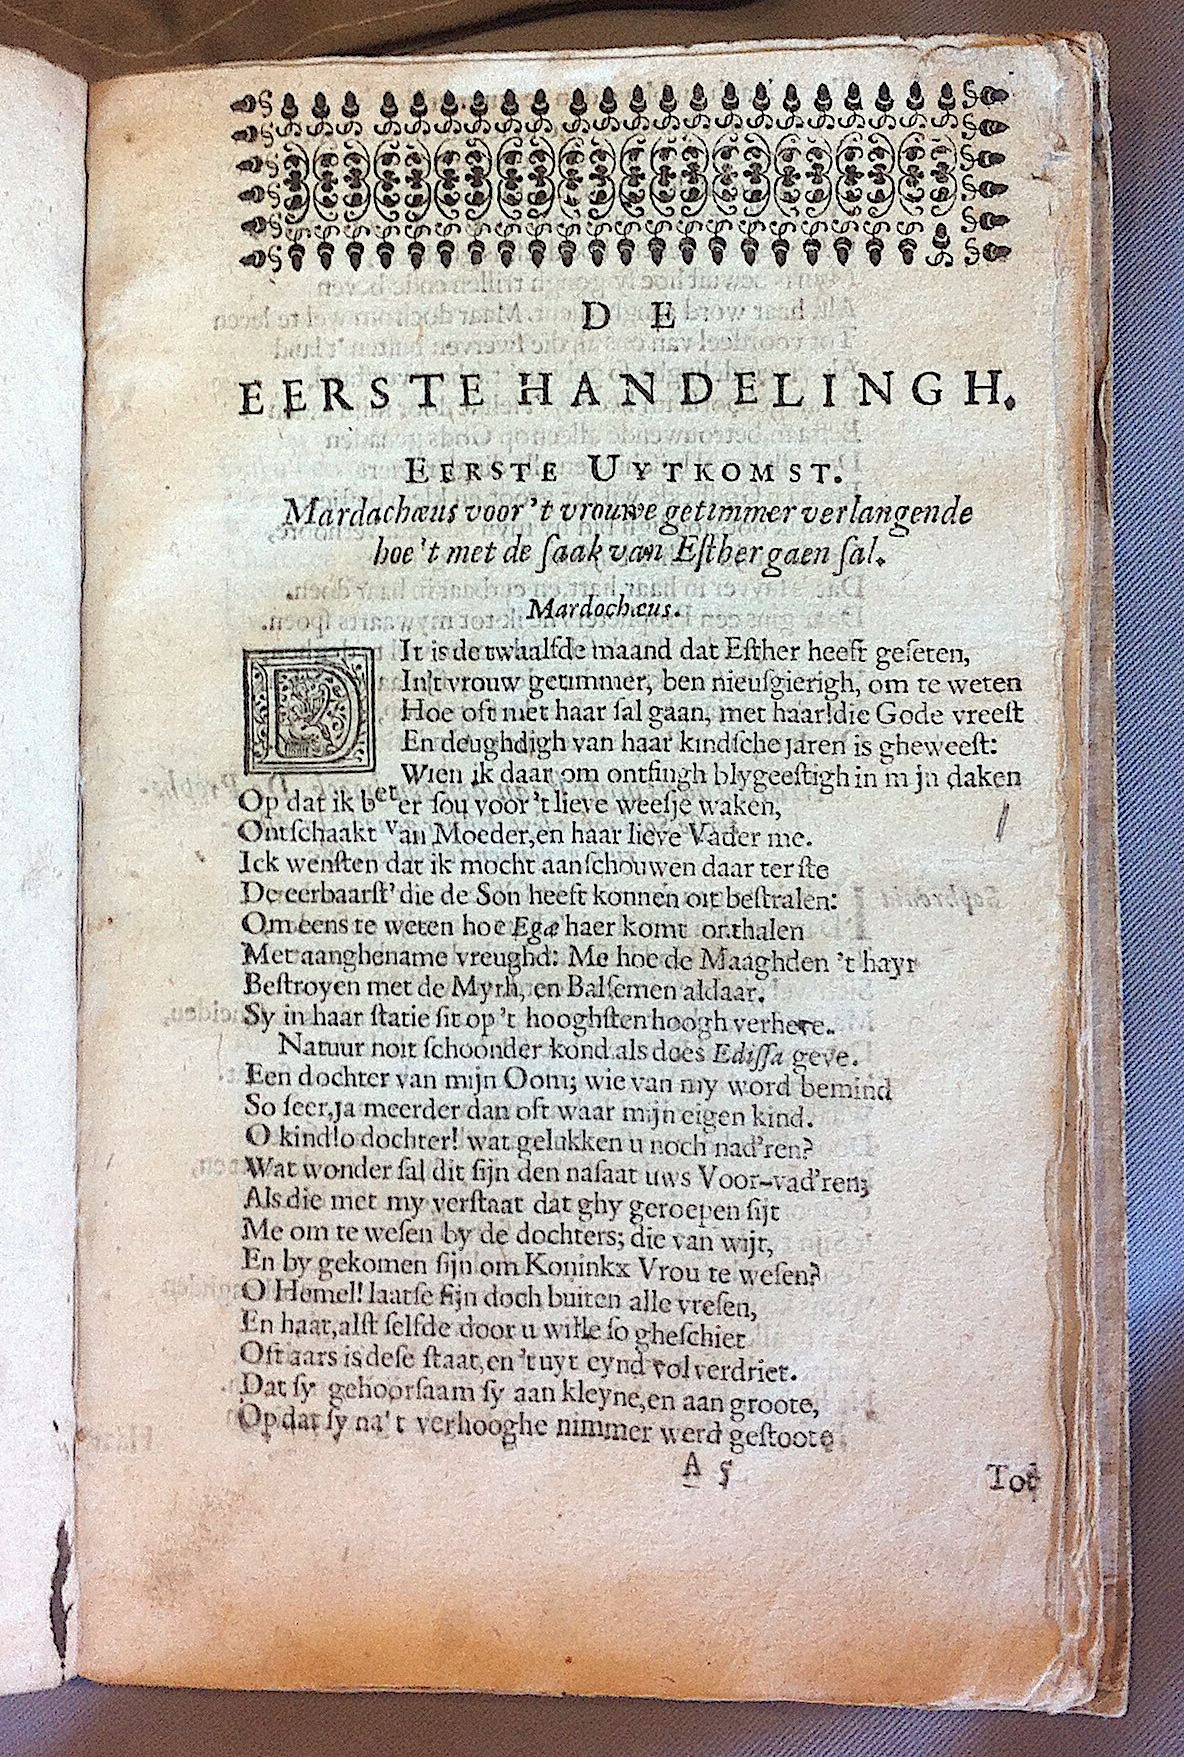 D E
EERSTE HANDELINGH.
EERSTE UYTKOMST.
Mardachæus voor 't vrouwe getimmer verlangende
hoe 't met de ſaak van Eſther gaen ſal.
Mardochæus.
DIt is de twaalfde maand dat Eſther heeft geſeten,
In't vrouw getimmer, ben nieuſgierigh, om te weten
Hoe oft met haar ſal gaan, met haar! die Gode vreeſt
En deughdigh van haar kindſche jaren is gheweeſt:
Wien ik daar om ontfingh blygeeſtigh in mjn daken
Op dat ik beter ſou voor 't lieve weeſje waken,
Ontſchaakt van Moeder, en haar lieve Vader me.
Ick wenſten dat ik mocht aanſchouwen daar ter ſte
De eerbaarſt' die de Son heeft konnen oit beſtralen:
Om eens te weten hoe Egæ haer komt onthalen
Met aanghename vreughd: Me hoe de Maaghden 't hayr
Beſtroyen met de Myrh, en Balſemen aldaar.
Sy in haar ſtatie ſit op 't hooghſten hoogh verheve.
Natuur noit ſchoonder kond als does Ediſſa geve.
Een dochter van mijn Oom; wie van my word bemind
So ſeer, ja meerder dan oft waar mijn eigen kind.
O kind! o dochter! wat gelukken u noch nad'ren?
Wat wonder ſal dit ſijn den naſaat uws Voor-vad'ren;
Als die met my verſtaat dat ghy geroepen ſijt
Me om te weſen by de dochters; die van wijt,
En by gekomen ſijn om Koninkx Vrou te weſen?
O Hemel! laatſe ſijn doch buiten alle vreſen,
En haar, alſt ſelfde door u wille ſo gheſchiet
Oft aars is deſe ſtaat, en 't uyt eynd vol verdriet.
Dat ſy gehoorſaam ſy aan kleyne, en aan groote,
Op dat ſy na't verhooghe nimmer werd geſtoote
A 5
Tot